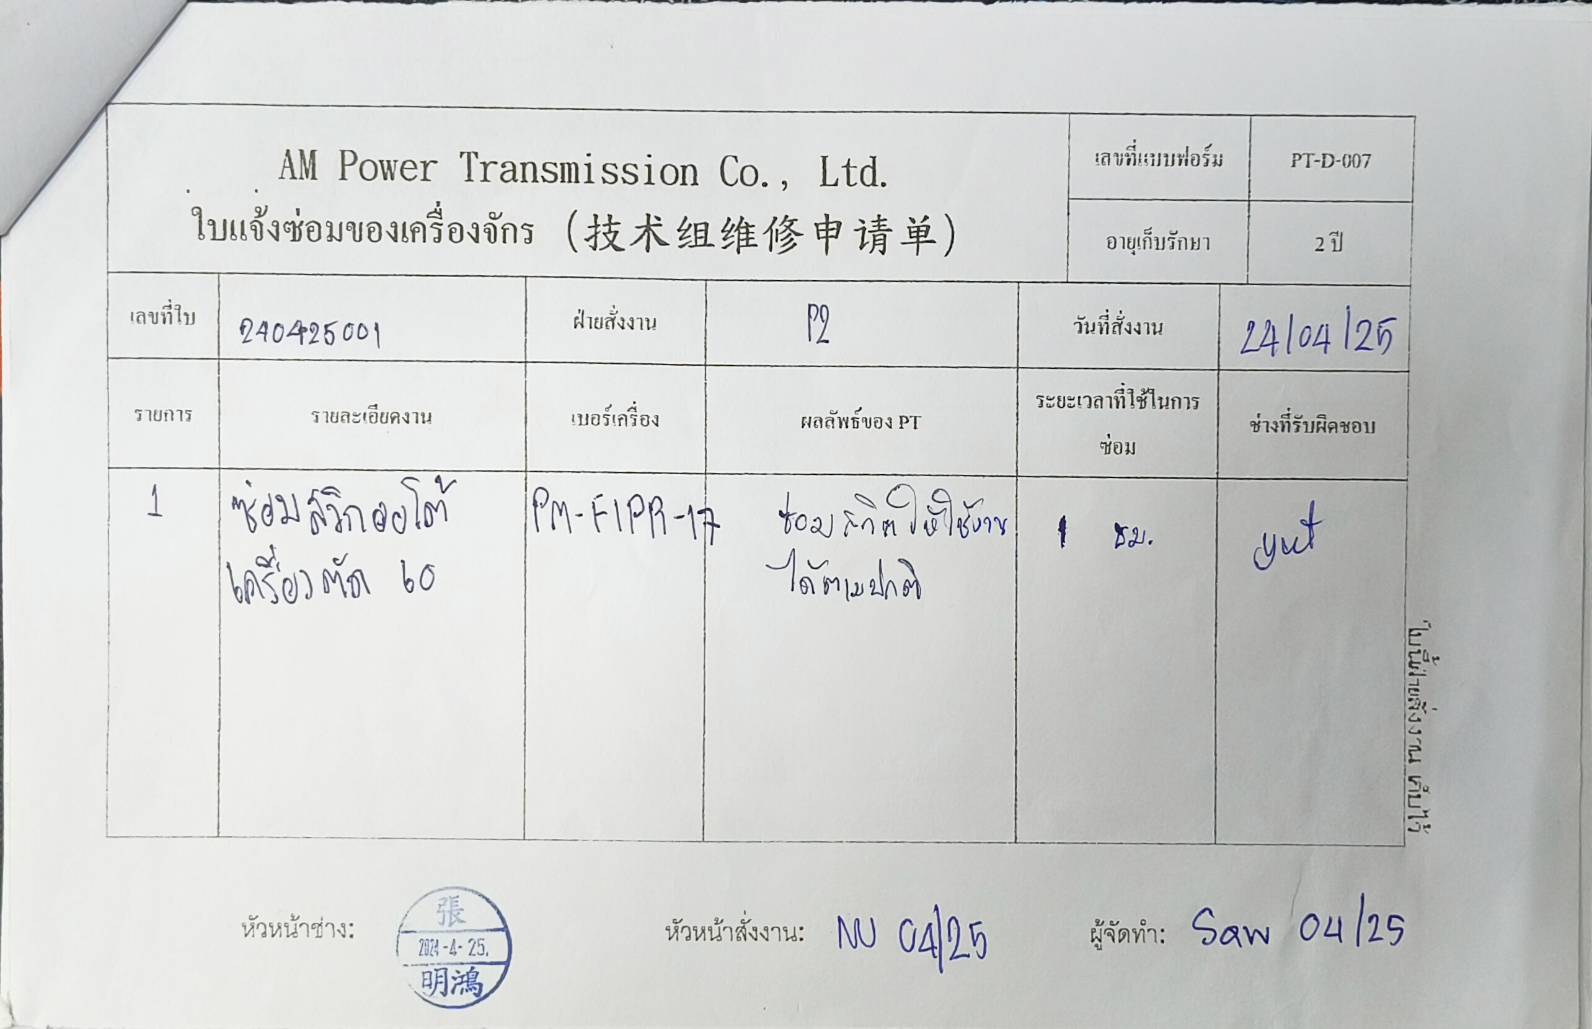 AM Power Transmission Co., Ltd.
ใบแจ้งซ่อมของเครื่องจักร (技术组维修申请单)
เลขที่แบบฟอร์ม PT-D-007
อายุเก็บรักษา 2 ปี
เลขที่ใบ 240425001 ฝ่ายสั่งงาน P2 วันที่สั่งงาน 24/04/25
รายการ รายละเอียดงาน เบอร์เครื่อง ผลลัพธ์ของ PT ระยะเวลาที่ใช้ในการ ช่างที่รับผิดชอบ
ซ่อม
1 ซ่อมสวิทออโต้ PM-FIPR-17 ซ่อมสวิตให้ใช้งาน 1 ชม. yut
เครื่องตัด 60 ได้ตามปกติ
ใบนี้ฝ่ายสั่งงาน เก็บไว้
หัวหน้าช่าง: 張 2024-4-25. 明鴻 หัวหน้าสั่งงาน: NU 04/25 ผู้จัดทำ: Saw 04/25